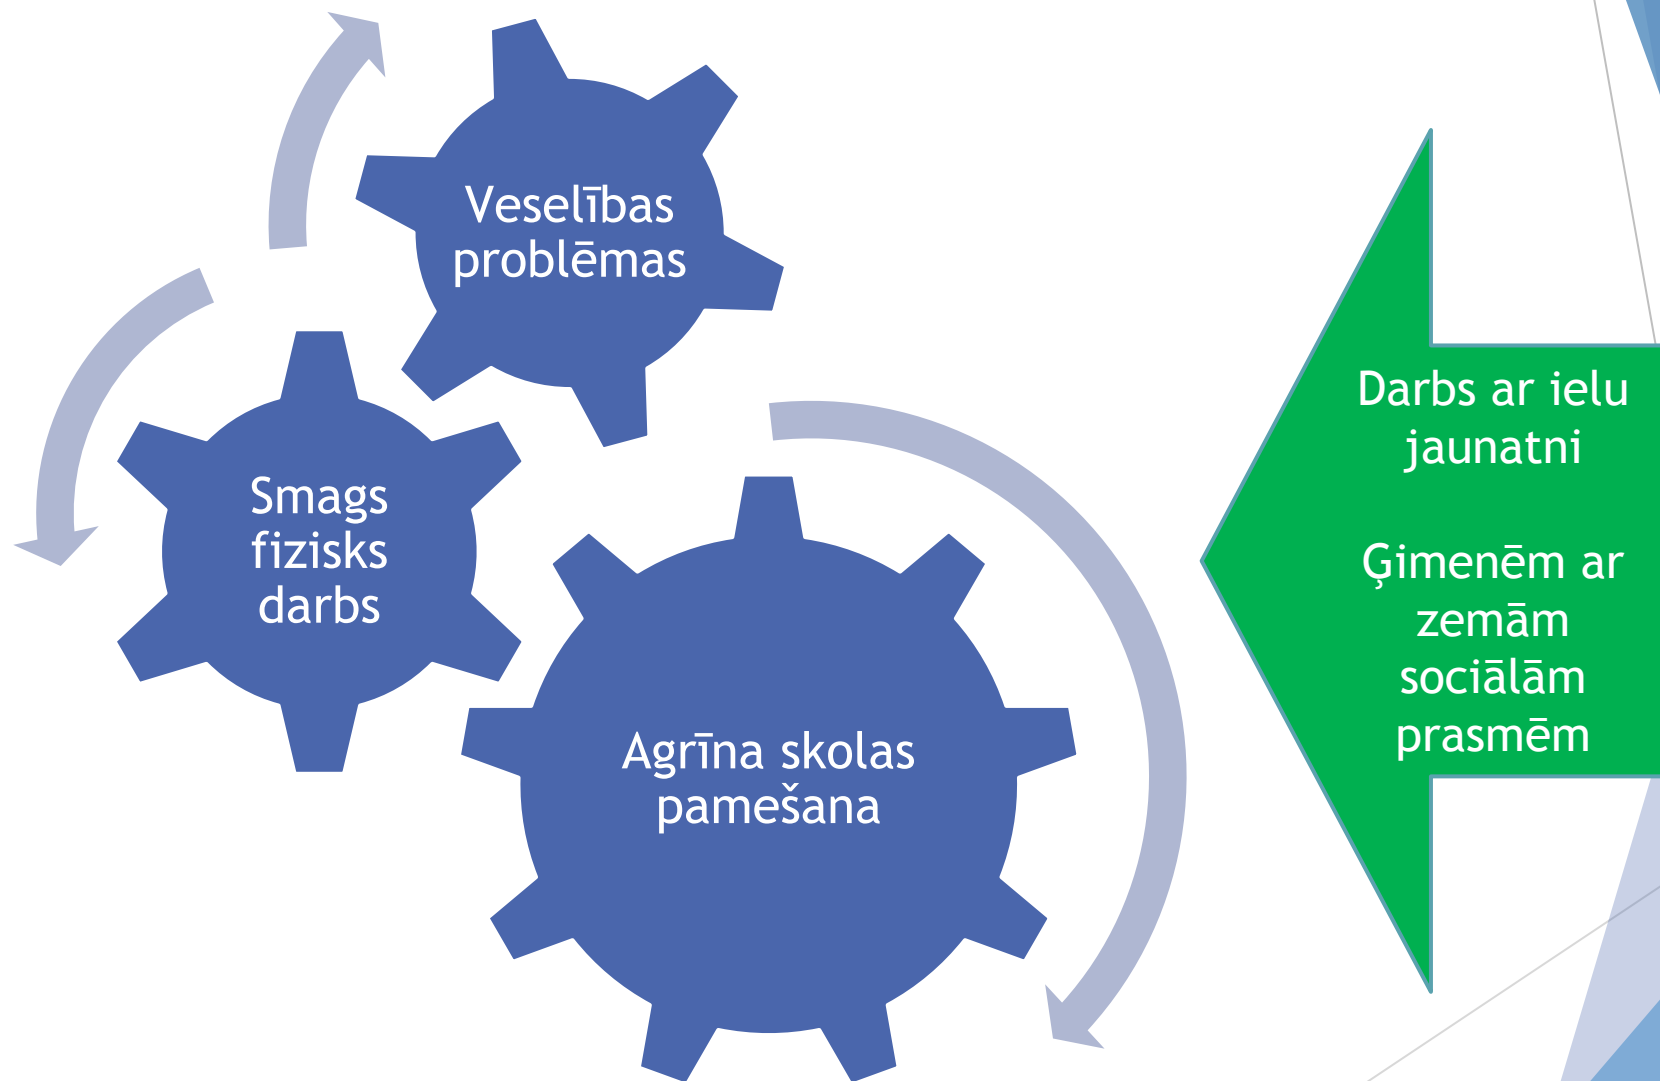 Veselības
problēmas
Smags
fizisks
darbs
Agrīna skolas
pamešana
Darbs ar ielu
jaunatni
Ģimenēm ar
zemām
sociālām
prasmēm